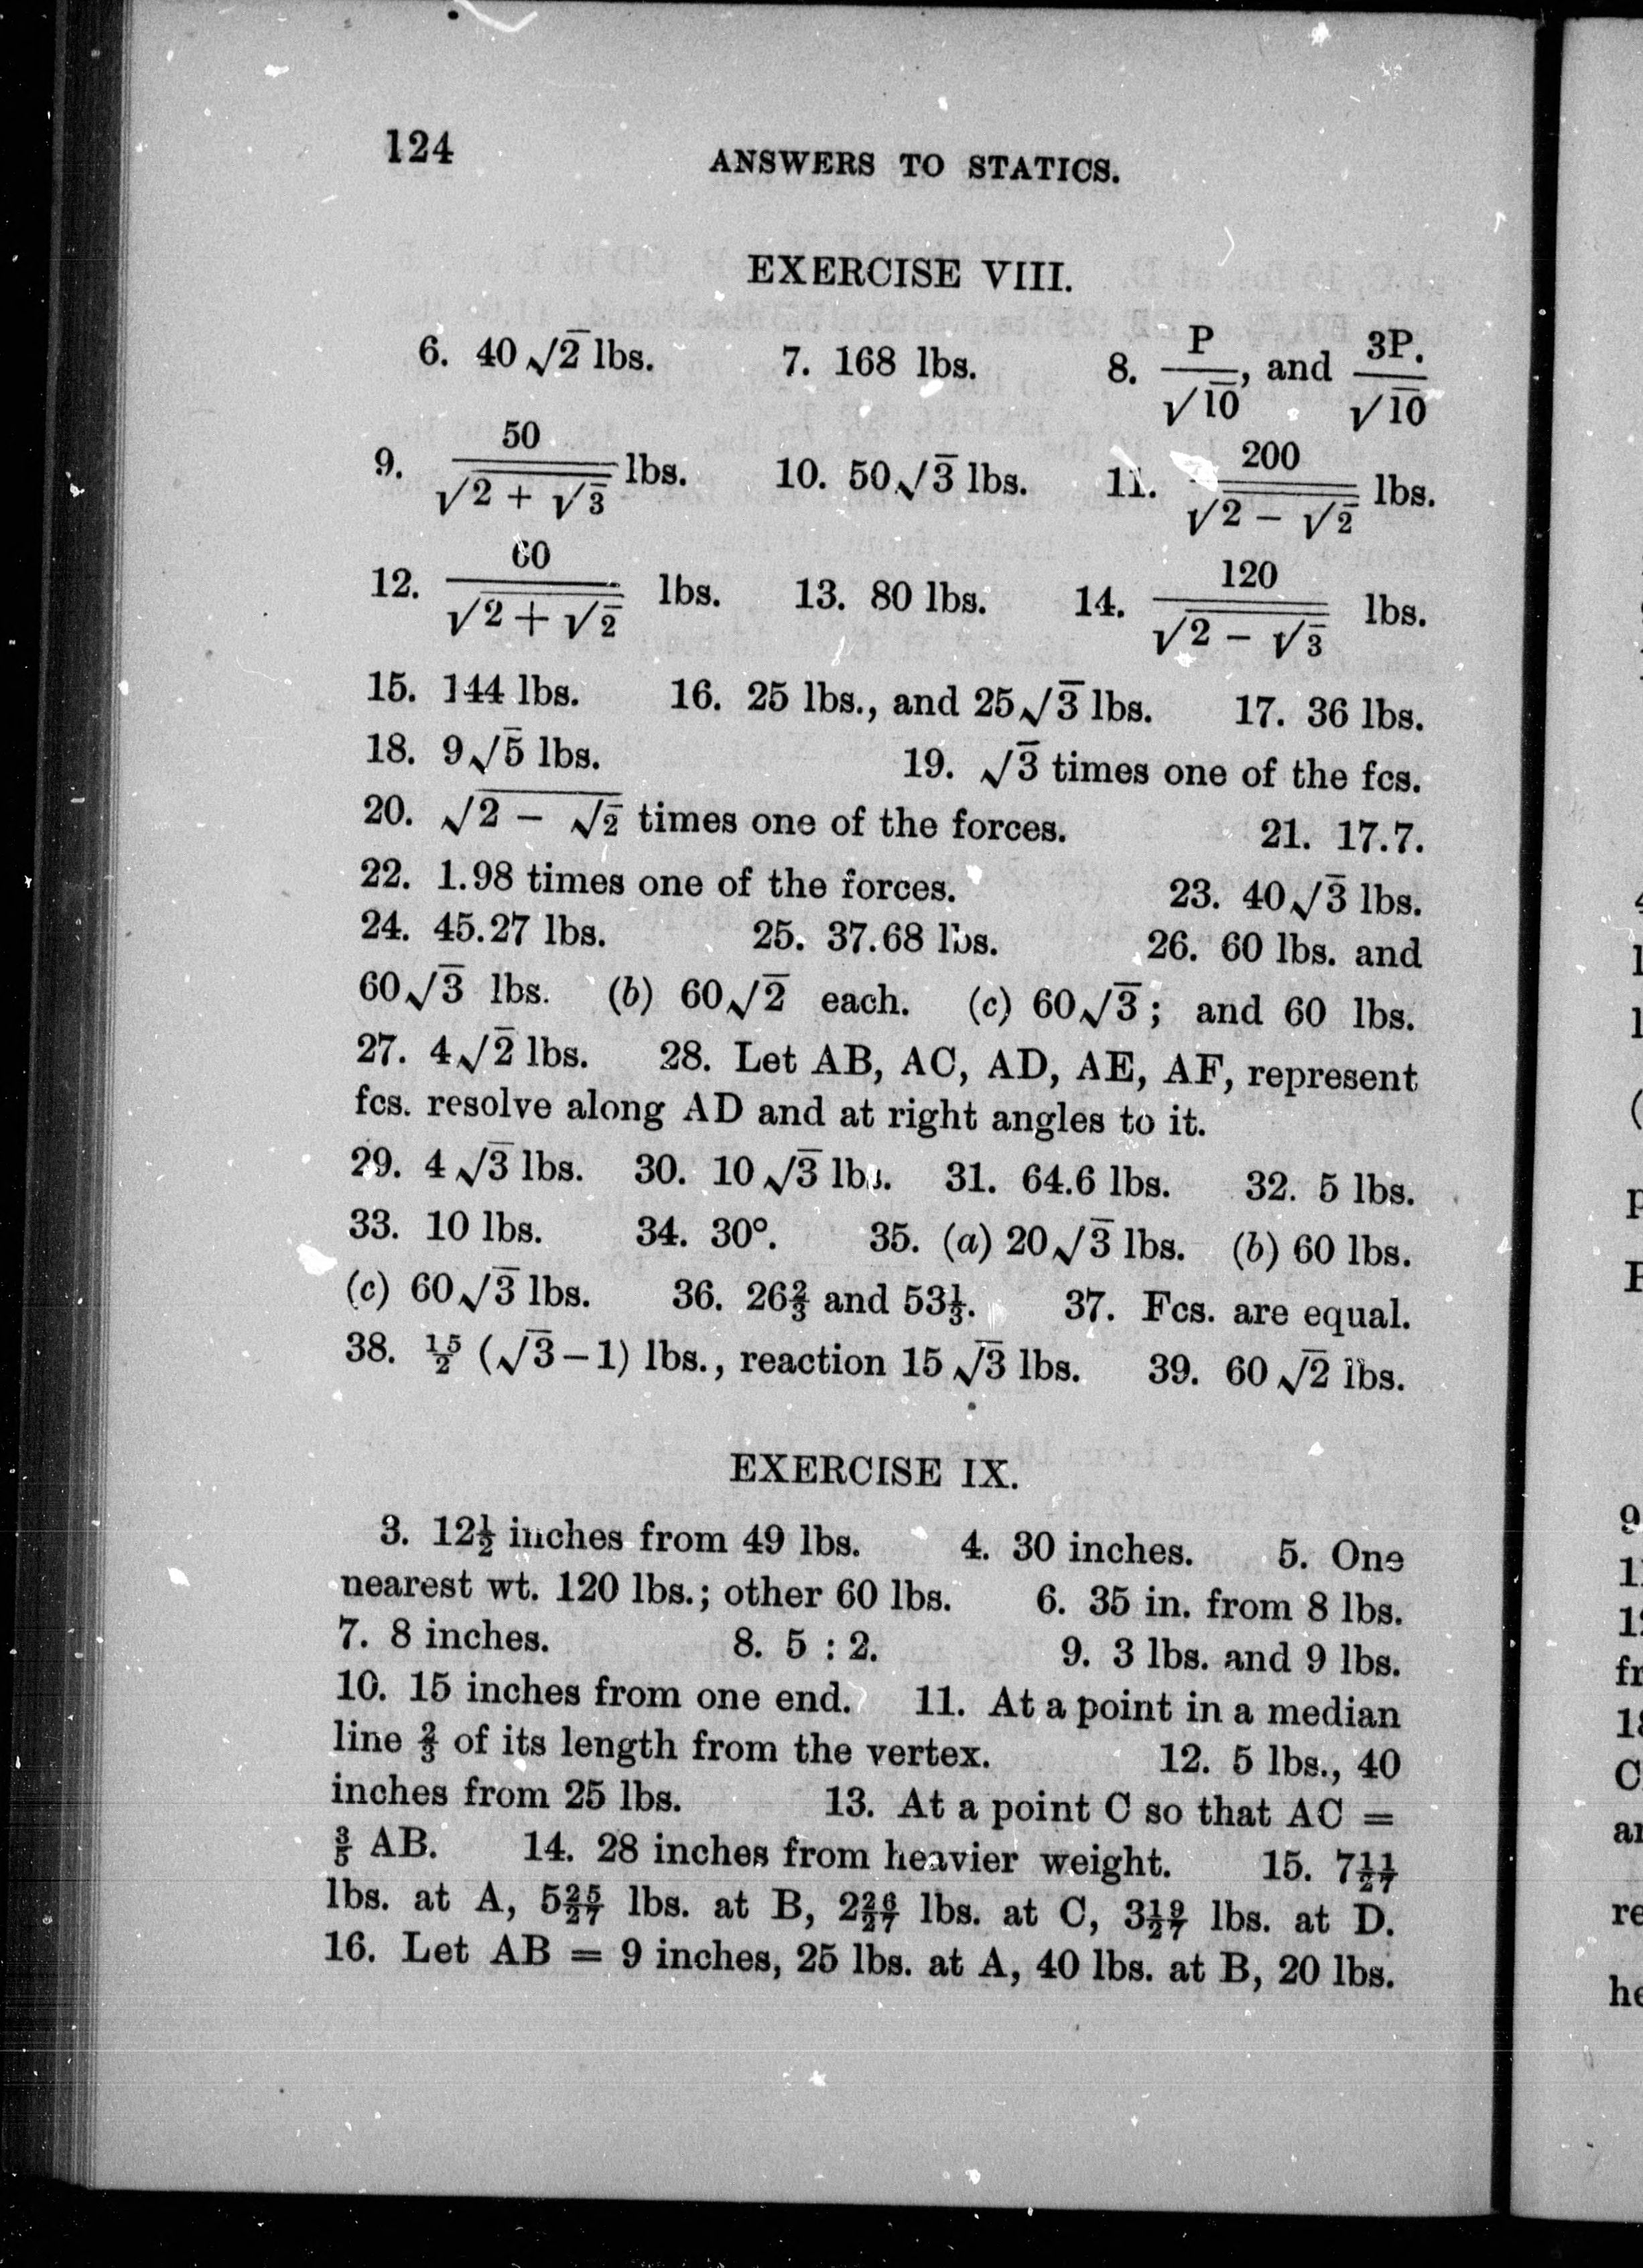 124
ANSWERS TO STATICS.
EXERCISE VIII.
6. 40 √2 lbs. 7. 168 lbs. 8. P/√10, and 3P./√10
9. 50/√(2 + √3) lbs. 10. 50√3 lbs. 11. 200/√(2 − √2) lbs.
12. 60/√(2 + √2) lbs. 13. 80 lbs. 14. 120/√(2 − √3) lbs.
15. 144 lbs. 16. 25 lbs., and 25√3 lbs. 17. 36 lbs.
18. 9√5 lbs. 19. √3 times one of the fcs.
20. √(2 − √2) times one of the forces. 21. 17.7.
22. 1.98 times one of the forces. 23. 40√3 lbs.
24. 45.27 lbs. 25. 37.68 lbs. 26. 60 lbs. and
60√3 lbs. (b) 60√2 each. (c) 60√3; and 60 lbs.
27. 4√2 lbs. 28. Let AB, AC, AD, AE, AF, represent
fcs. resolve along AD and at right angles to it.
29. 4 √3 lbs. 30. 10 √3 lbs. 31. 64.6 lbs. 32. 5 lbs.
33. 10 lbs. 34. 30°. 35. (a) 20√3 lbs. (b) 60 lbs.
(c) 60√3 lbs. 36. 26⅔ and 53⅓. 37. Fcs. are equal.
38. 15/2 (√3−1) lbs., reaction 15 √3 lbs. 39. 60 √2 lbs.
EXERCISE IX.
3. 12½ inches from 49 lbs. 4. 30 inches. 5. One
nearest wt. 120 lbs.; other 60 lbs. 6. 35 in. from 8 lbs.
7. 8 inches. 8. 5 : 2. 9. 3 lbs. and 9 lbs.
10. 15 inches from one end. 11. At a point in a median
line ⅔ of its length from the vertex. 12. 5 lbs., 40
inches from 25 lbs. 13. At a point C so that AC =
⅗ AB. 14. 28 inches from heavier weight. 15. 7 11/27
lbs. at A, 5 25/27 lbs. at B, 2 26/27 lbs. at C, 3 19/27 lbs. at D.
16. Let AB = 9 inches, 25 lbs. at A, 40 lbs. at B, 20 lbs.